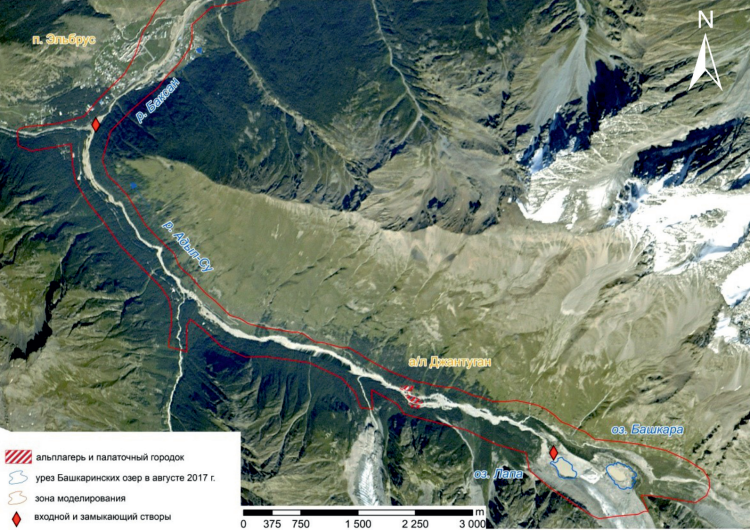 п. Эльбрус
N
р. Баксан
р. Адыл-Су
а/л Джантуган
оз. Башкара
оз. Лапа
альплагерь и палаточный городок
урез Башкаринских озер в августе 2017 г.
зона моделирования
входной и замыкающий створы
m
0 375 750 1 500 2 250 3 000